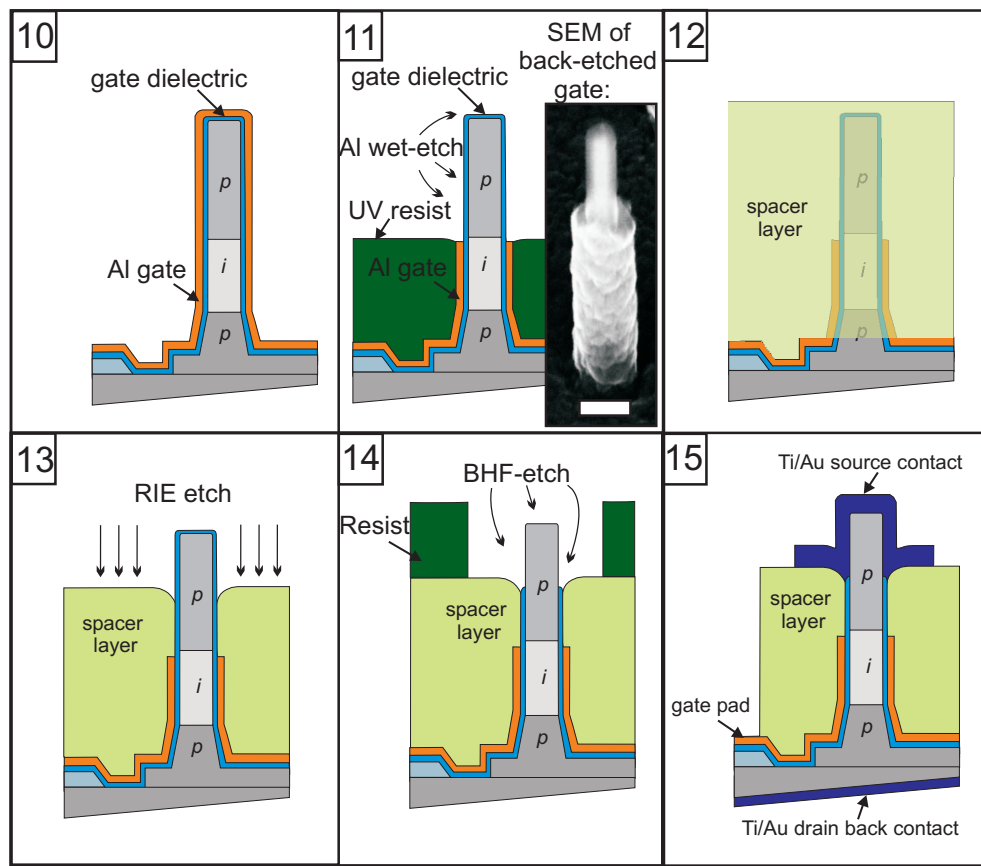 10
gate dielectric
p
i
Al gate
p
11
SEM of
back-etched
gate:
gate dielectric
Al wet-etch
p
UV resist
Al gate
i
p
12
p
spacer
layer
i
p
13
RIE etch
p
spacer
layer
i
p
14
BHF-etch
Resist
p
spacer
layer
i
p
15
Ti/Au source contact
p
spacer
layer
i
gate pad
p
Ti/Au drain back contact